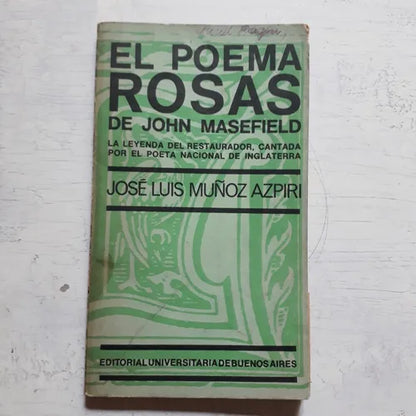 EL POEMA
ROSAS
DE JOHN MASEFIELD
LA LEYENDA DEL RESTAURADOR, CANTADA
POR EL POETA NACIONAL DE INGLATERRA
JOSÉ LUIS MUÑOZ AZPIRI
EDITORIAL UNIVERSITARIA DE BUENOS AIRES